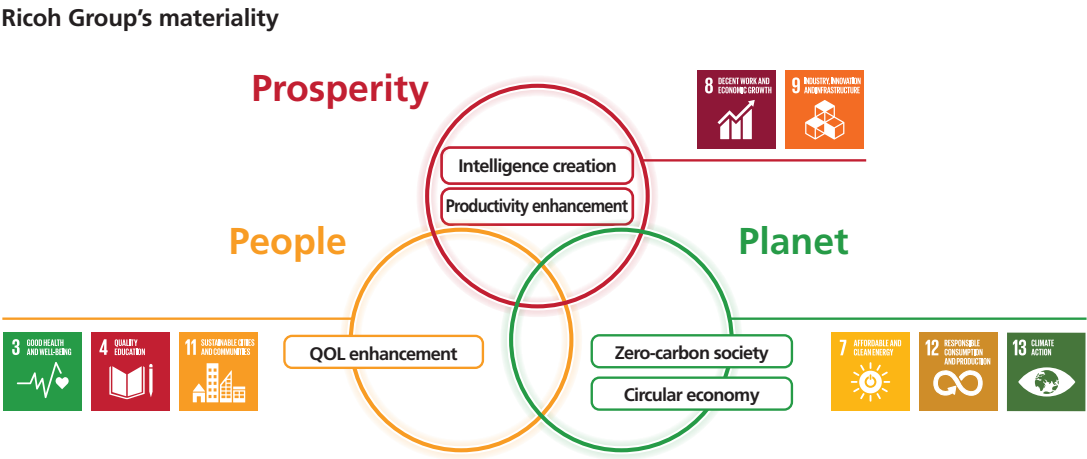 Ricoh Group's materiality
Prosperity
8 DECENT WORK AND
ECONOMIC GROWTH
9 INDUSTRY, INNOVATION
AND INFRASTRUCTURE
Intelligence creation
Productivity enhancement
People
Planet
3 GOOD HEALTH
AND WELL-BEING
4 QUALITY
EDUCATION
11 SUSTAINABLE CITIES
AND COMMUNITIES
QOL enhancement
Zero-carbon society
Circular economy
7 AFFORDABLE AND
CLEAN ENERGY
12 RESPONSIBLE
CONSUMPTION
AND PRODUCTION
13 CLIMATE
ACTION